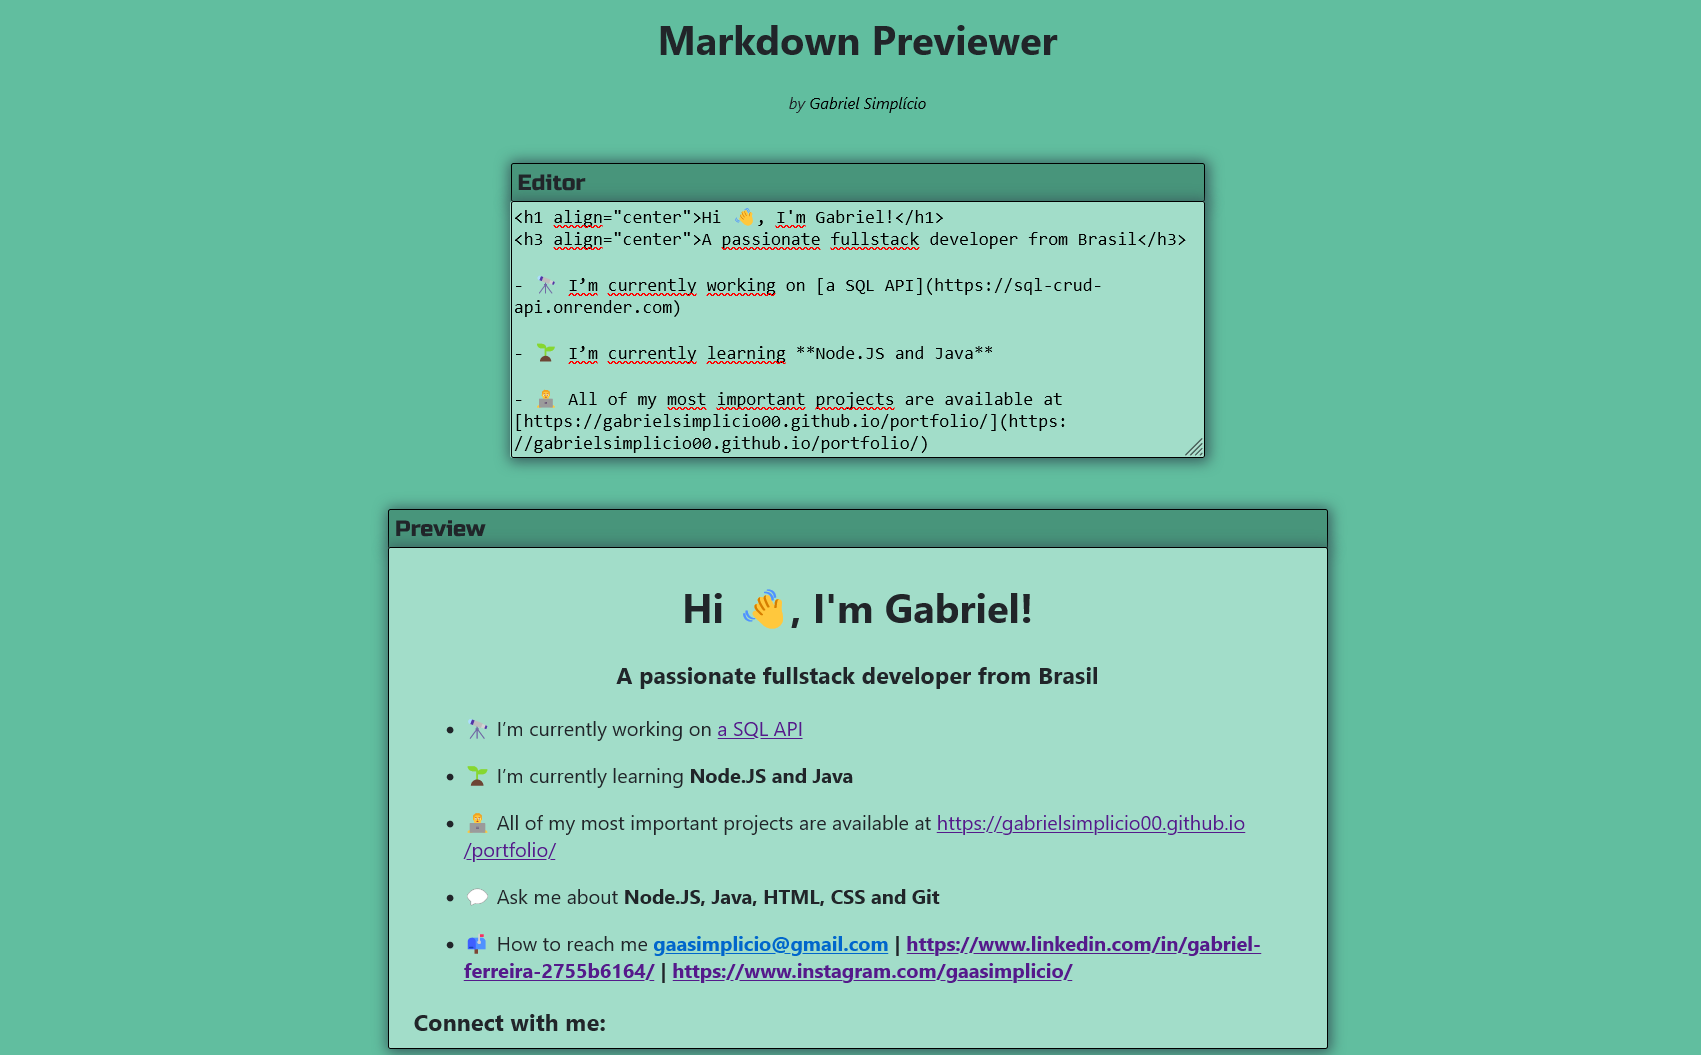 Markdown Previewer
by Gabriel Simplício
Editor
<h1 align="center">Hi 👋, I'm Gabriel!</h1>
<h3 align="center">A passionate fullstack developer from Brasil</h3>
- 🔭 I’m currently working on [a SQL API](https://sql-crud-
api.onrender.com)
- 🌱 I’m currently learning **Node.JS and Java**
- 👨‍💻 All of my most important projects are available at
[https://gabrielsimplicio00.github.io/portfolio/](https:
//gabrielsimplicio00.github.io/portfolio/)
Preview
Hi 👋, I'm Gabriel!
A passionate fullstack developer from Brasil
• 🔭 I’m currently working on a SQL API
• 🌱 I’m currently learning Node.JS and Java
• 👨‍💻 All of my most important projects are available at https://gabrielsimplicio00.github.io
/portfolio/
• 💬 Ask me about Node.JS, Java, HTML, CSS and Git
• 📫 How to reach me gaasimplicio@gmail.com | https://www.linkedin.com/in/gabriel-
ferreira-2755b6164/ | https://www.instagram.com/gaasimplicio/
Connect with me: